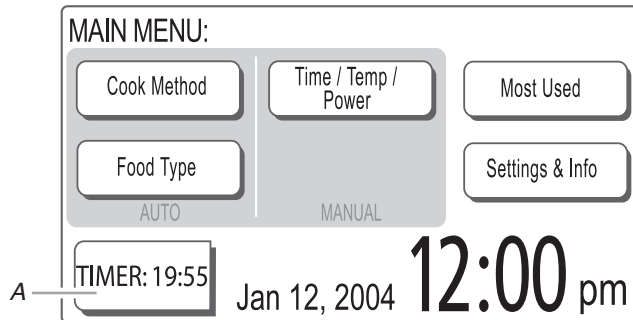 MAIN MENU:
Cook Method
Time / Temp /
Power
Most Used
Food Type
Settings & Info
AUTO
MANUAL
A
TIMER: 19:55
Jan 12, 2004
12:00 pm